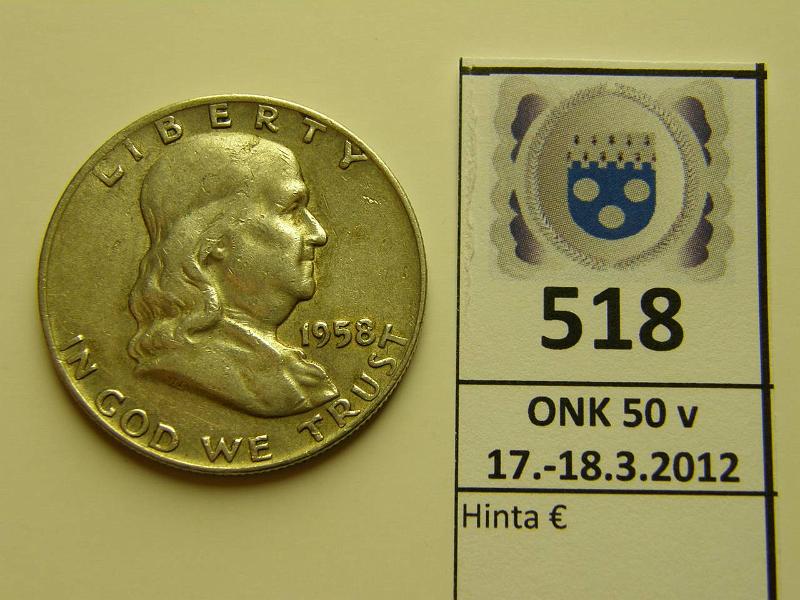 LIBERTY
1958
IN GOD WE TRUST
518
ONK 50 v
17.-18.3.2012
Hinta €